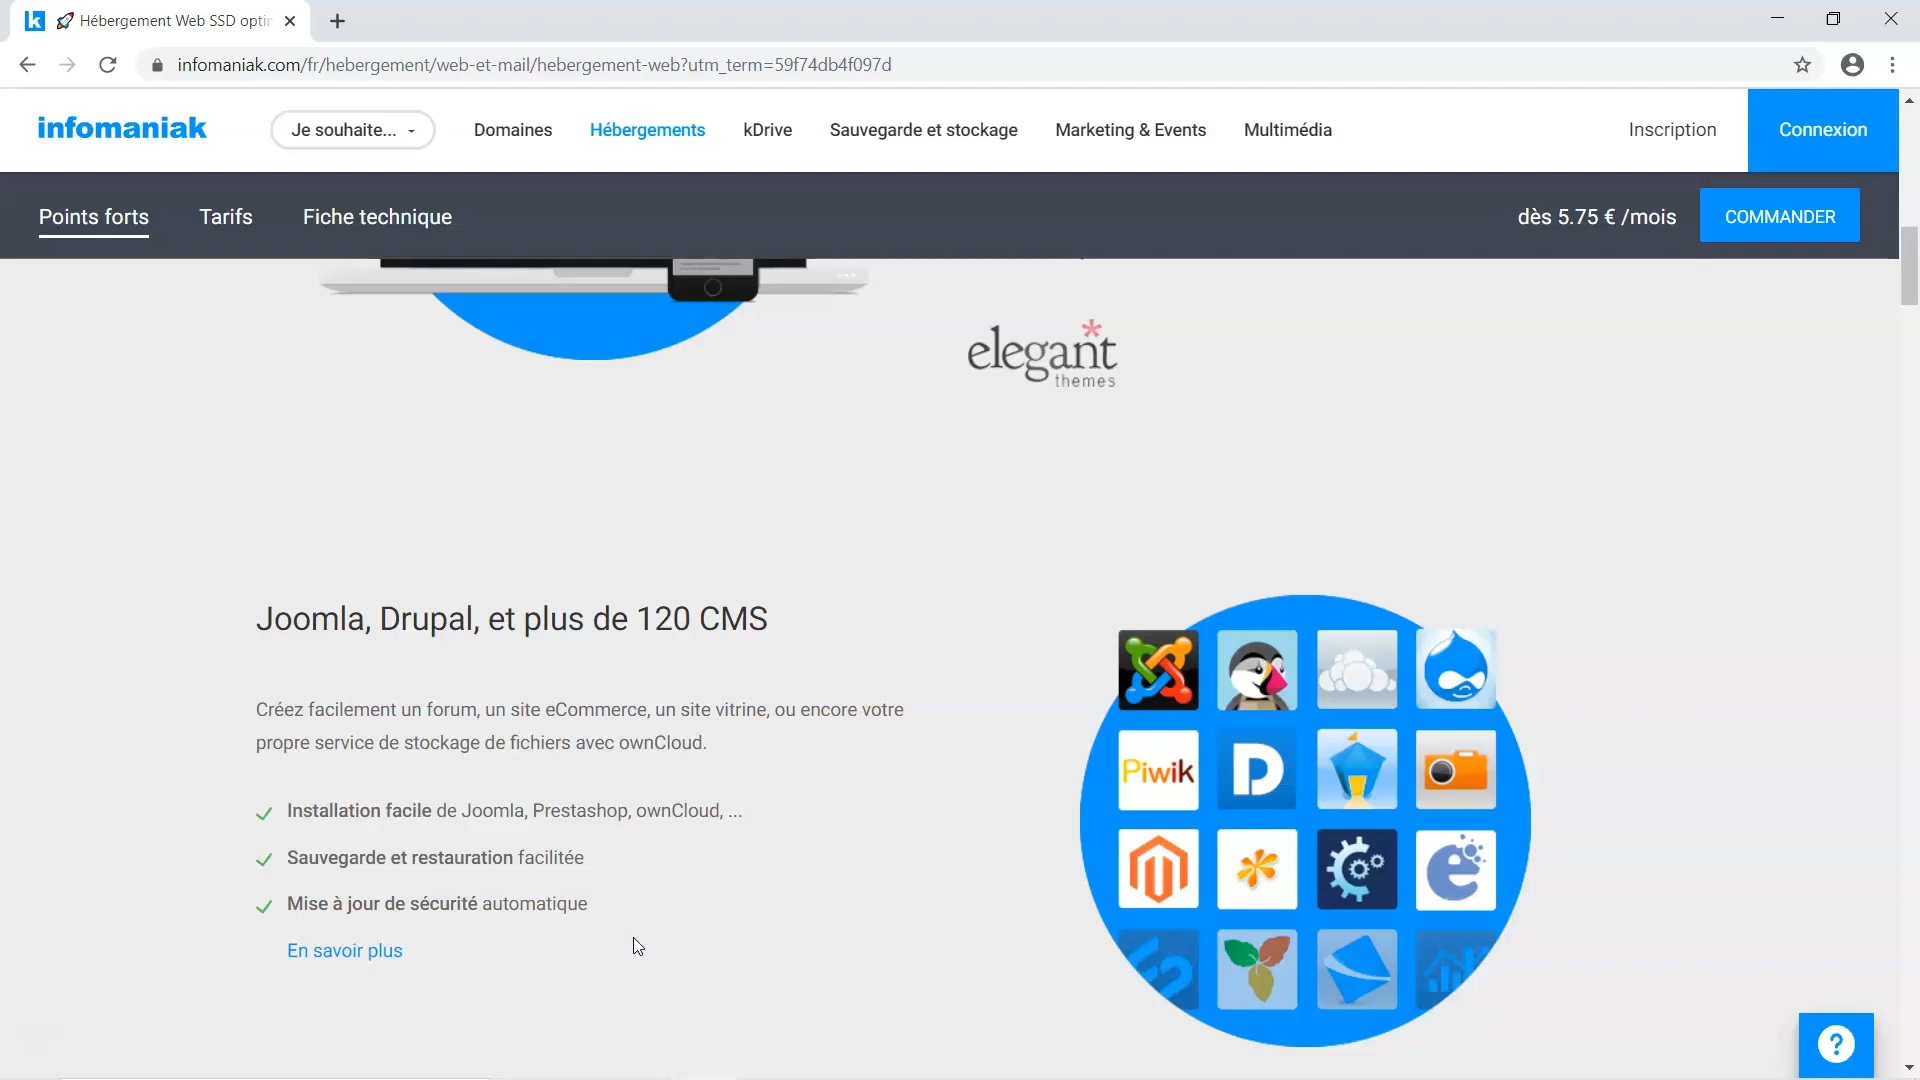 Hébergement Web SSD optir
infomaniak.com/fr/hebergement/web-et-mail/hebergement-web?utm_term=59f74db4f097d
infomaniak
Je souhaite...
Domaines
Hébergements
kDrive
Sauvegarde et stockage
Marketing & Events
Multimédia
Inscription
Connexion
Points forts
Tarifs
Fiche technique
dès 5.75 € /mois
COMMANDER
elegant
themes
Joomla, Drupal, et plus de 120 CMS
Créez facilement un forum, un site eCommerce, un site vitrine, ou encore votre
propre service de stockage de fichiers avec ownCloud.
Installation facile de Joomla, Prestashop, ownCloud, ...
Sauvegarde et restauration facilitée
Mise à jour de sécurité automatique
En savoir plus
Piwik
D
?